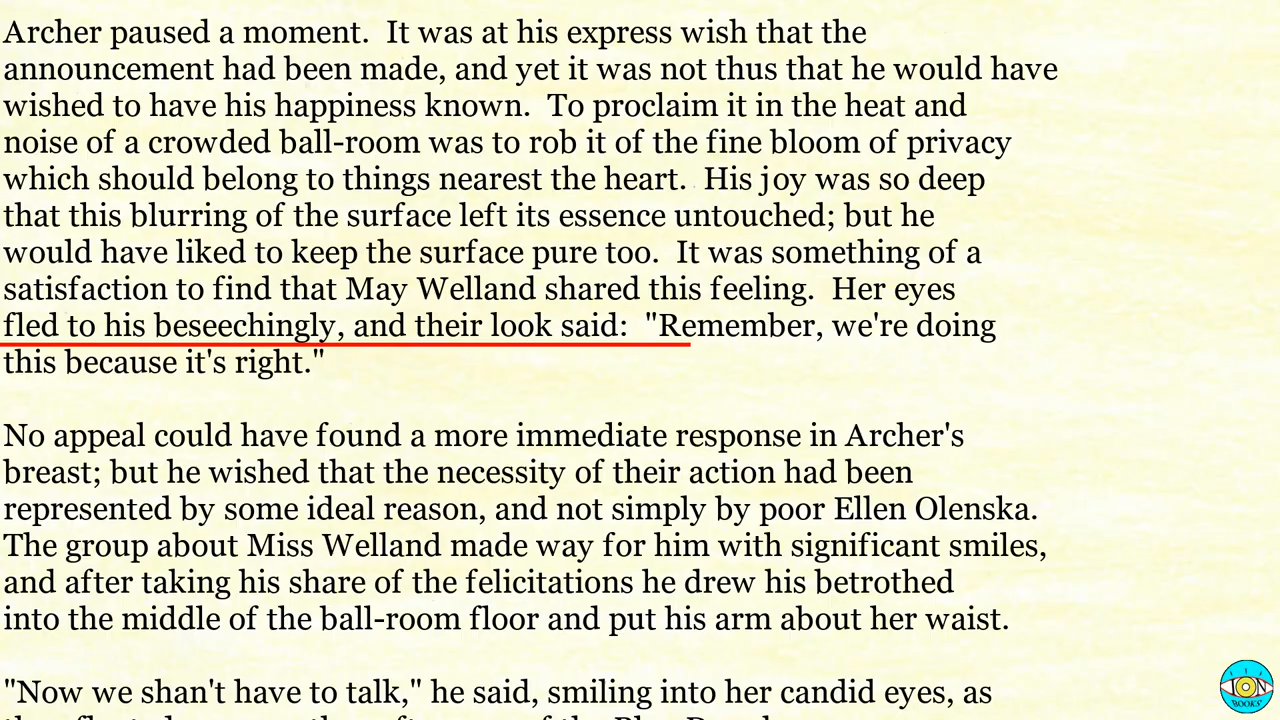 Archer paused a moment.  It was at his express wish that the
announcement had been made, and yet it was not thus that he would have
wished to have his happiness known.  To proclaim it in the heat and
noise of a crowded ball-room was to rob it of the fine bloom of privacy
which should belong to things nearest the heart.  His joy was so deep
that this blurring of the surface left its essence untouched; but he
would have liked to keep the surface pure too.  It was something of a
satisfaction to find that May Welland shared this feeling.  Her eyes
fled to his beseechingly, and their look said:  "Remember, we're doing
this because it's right."
No appeal could have found a more immediate response in Archer's
breast; but he wished that the necessity of their action had been
represented by some ideal reason, and not simply by poor Ellen Olenska.
The group about Miss Welland made way for him with significant smiles,
and after taking his share of the felicitations he drew his betrothed
into the middle of the ball-room floor and put his arm about her waist.
"Now we shan't have to talk," he said, smiling into her candid eyes, as
ION
BOOKS